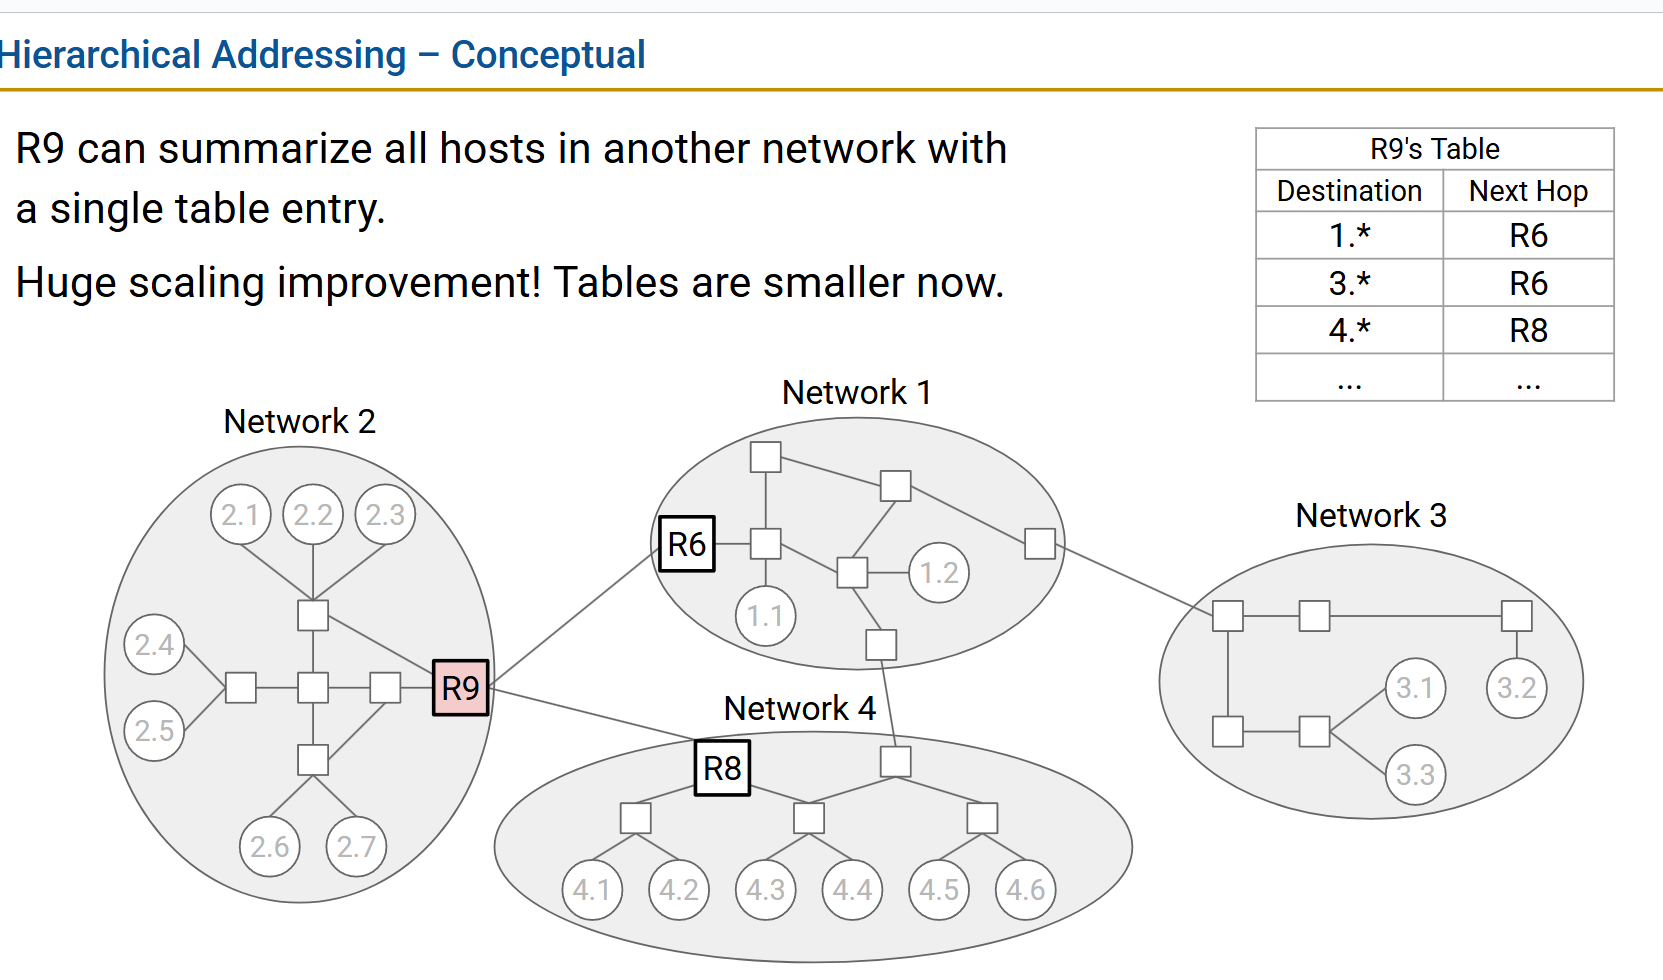 Hierarchical Addressing – Conceptual
R9 can summarize all hosts in another network with
a single table entry.
Huge scaling improvement! Tables are smaller now.
R9's Table
Destination Next Hop
1.* R6
3.* R6
4.* R8
... ...
Network 2
2.1 2.2 2.3
2.4
2.5
R9
2.6 2.7
Network 1
R6
1.1
1.2
Network 3
3.1 3.2
3.3
Network 4
R8
4.1 4.2 4.3 4.4 4.5 4.6